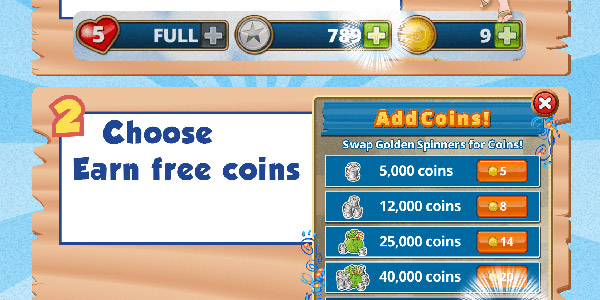 5 FULL 789 9
2
Choose
Earn free coins
Add Coins!
Swap Golden Spinners for Coins!
5,000 coins 5
12,000 coins 8
25,000 coins 14
40,000 coins 20